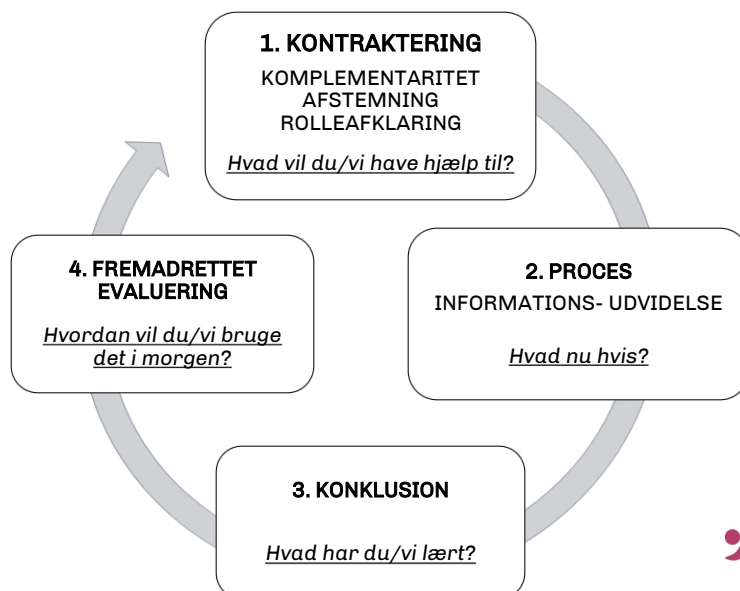 1. KONTRAKTERING
KOMPLEMENTARITET
AFSTEMNING
ROLLEAFKLARING
Hvad vil du/vi have hjælp til?
2. PROCES
INFORMATIONS- UDVIDELSE
Hvad nu hvis?
3. KONKLUSION
Hvad har du/vi lært?
4. FREMADRETTET
EVALUERING
Hvordan vil du/vi bruge
det i morgen?